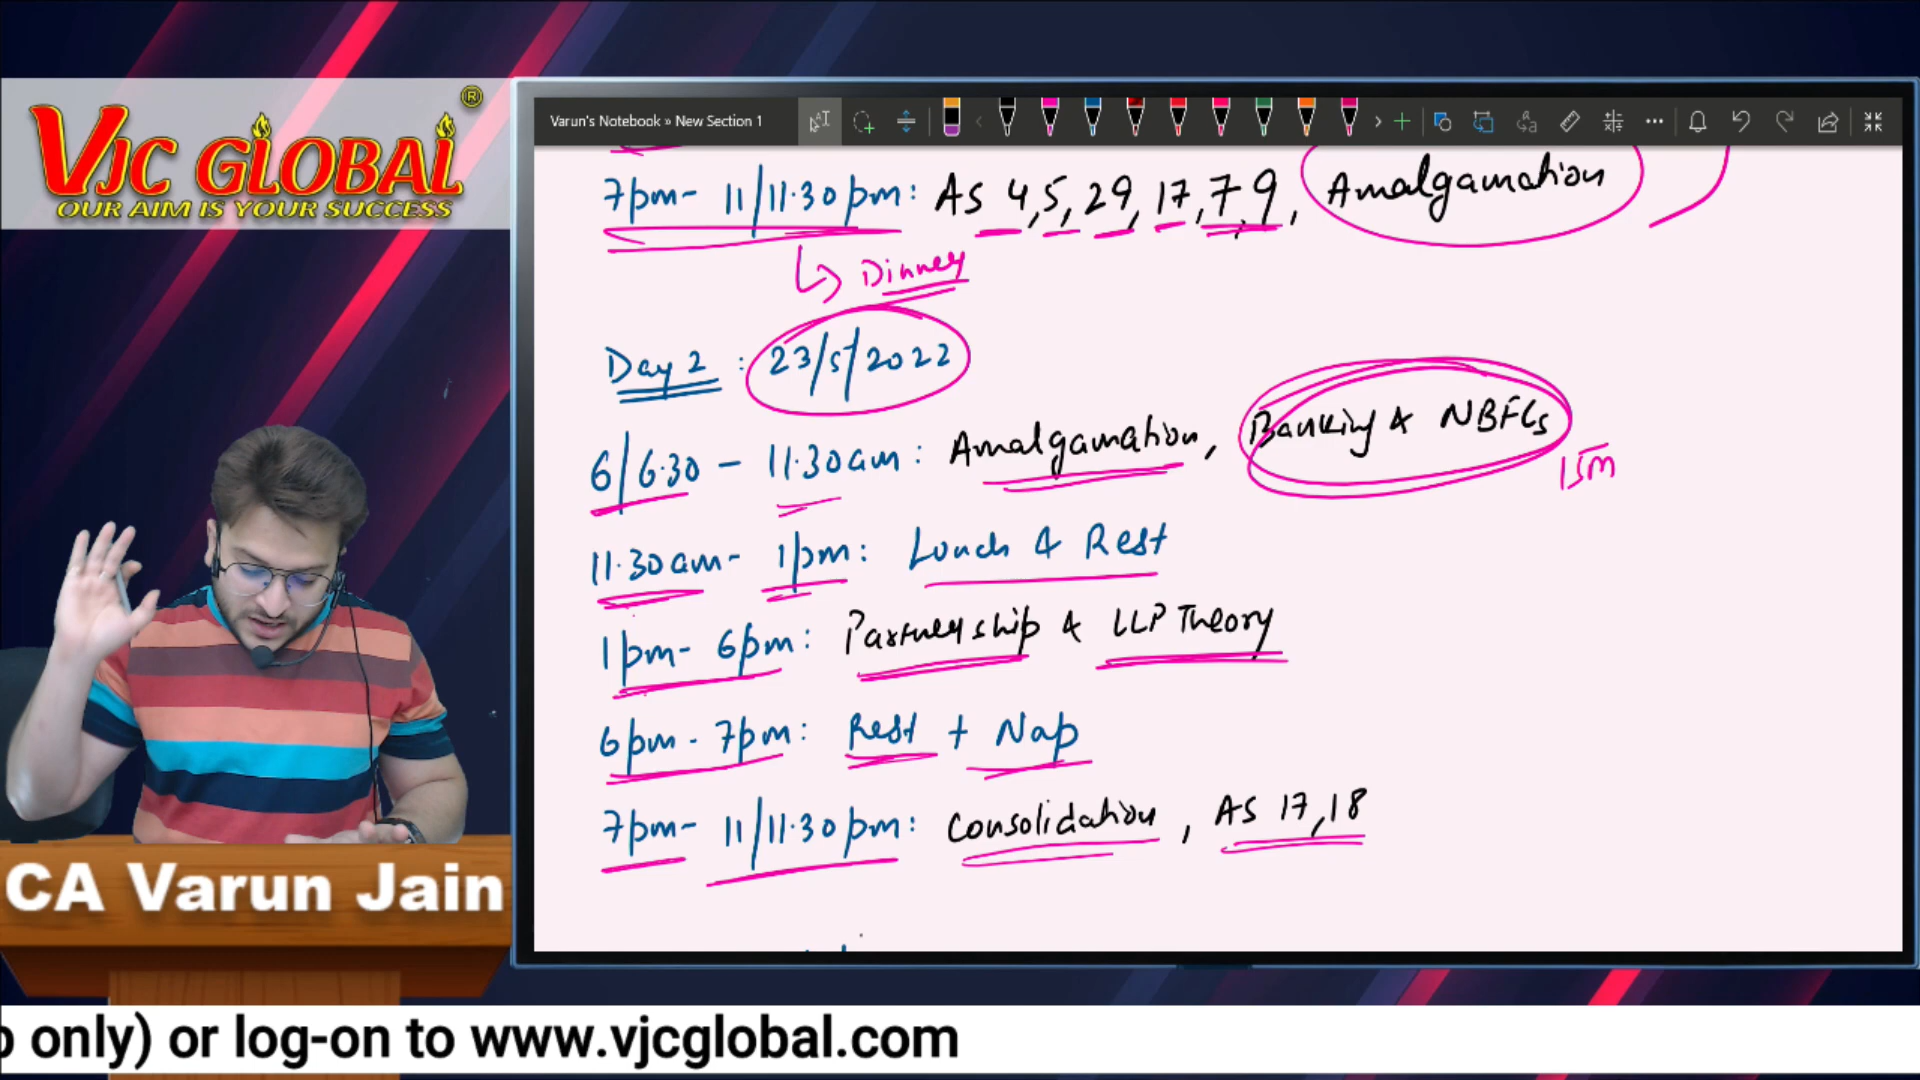 VJC GLOBAL ®
OUR AIM IS YOUR SUCCESS
Varun's Notebook » New Section 1
7pm- 11/11.30pm: AS 4,5, 29, 17, 7, 9, Amalgamation
Dinner
Day 2 : 23/5/2022
6/6.30 - 11.30am: Amalgamation, Banking & NBFCs
15m
11.30am- 1pm: Lunch & Rest
1pm- 6pm: Partnership & LLP Theory
6pm- 7pm: Rest + Nap
7pm- 11/11.30pm: Consolidation, AS 17,18
CA Varun Jain
only) or log-on to www.vjcglobal.com